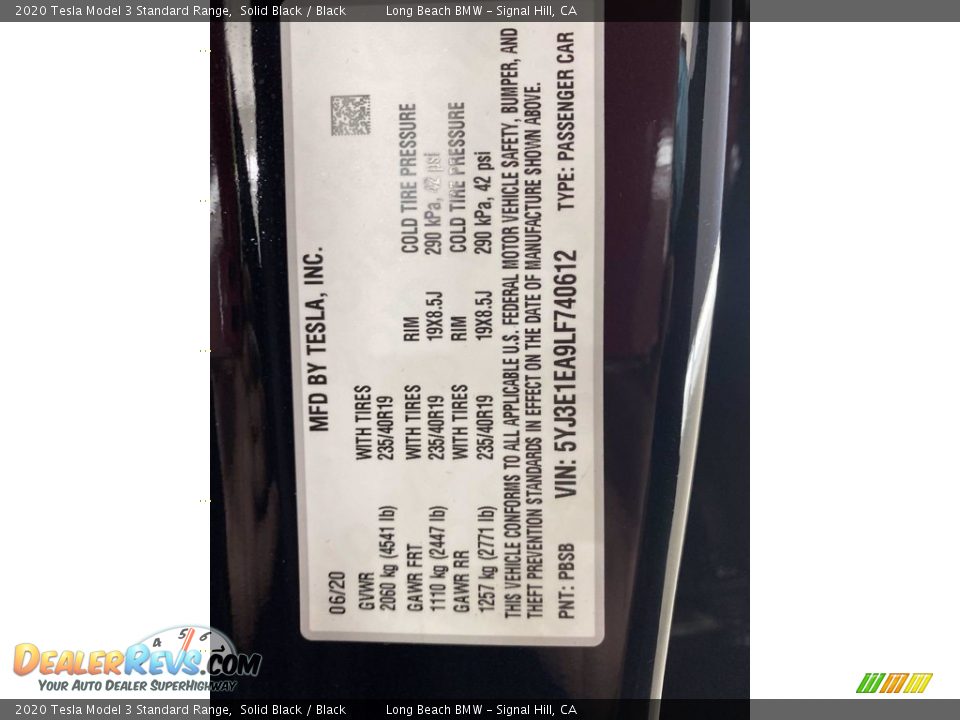 2020 Tesla Model 3 Standard Range, Solid Black / Black Long Beach BMW - Signal Hill, CA
MFD BY TESLA, INC.
06/20
GVWR WITH TIRES
2060 kg (4541 lb) 235/40R19
GAWR FRT WITH TIRES RIM COLD TIRE PRESSURE
1110 kg (2447 lb) 235/40R19 19X8.5J 290 kPa, 42 psi
GAWR RR WITH TIRES RIM COLD TIRE PRESSURE
1257 kg (2771 lb) 235/40R19 19X8.5J 290 kPa, 42 psi
THIS VEHICLE CONFORMS TO ALL APPLICABLE U.S. FEDERAL MOTOR VEHICLE SAFETY, BUMPER, AND
THEFT PREVENTION STANDARDS IN EFFECT ON THE DATE OF MANUFACTURE SHOWN ABOVE.
PNT: PBSB VIN: 5YJ3E1EA9LF740612 TYPE: PASSENGER CAR
4 5 6
DEALERREVS.COM
YOUR AUTO DEALER SUPERHIGHWAY
2020 Tesla Model 3 Standard Range, Solid Black / Black Long Beach BMW - Signal Hill, CA